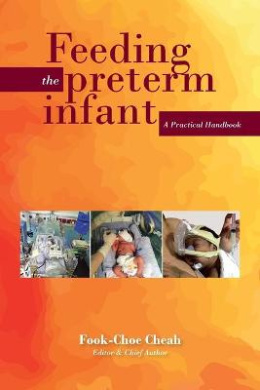 Feeding
the preterm
infant
A Practical Handbook
Fook-Choe Cheah
Editor & Chief Author